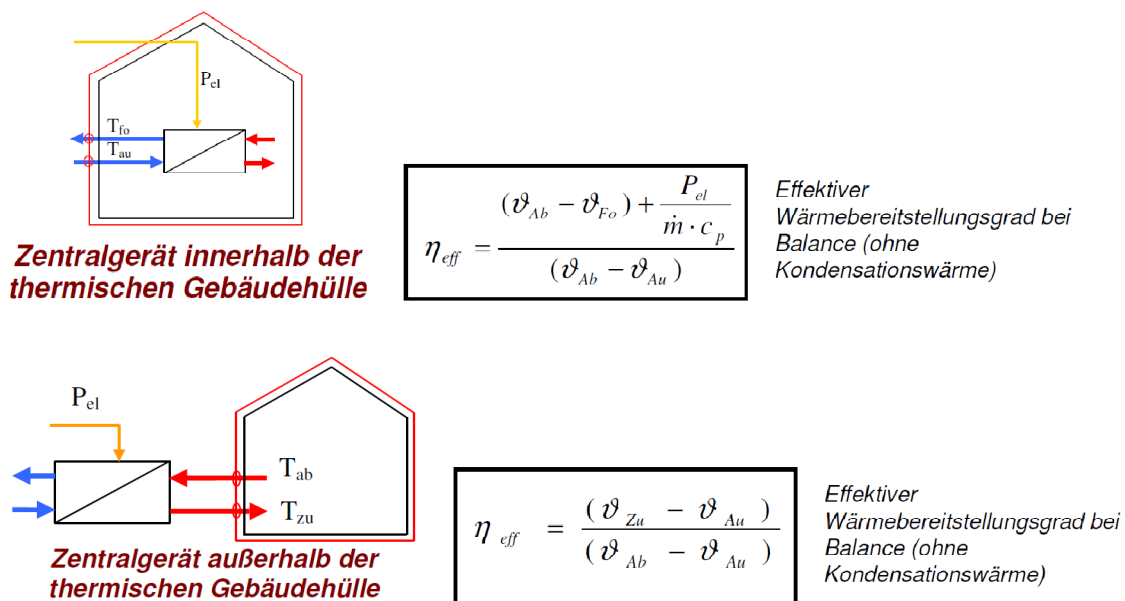 P_el
T_fo
T_au
Zentralgerät innerhalb der
thermischen Gebäudehülle
η_eff = ((ϑ_Ab − ϑ_Fo) + P_el / (ṁ · c_p)) / (ϑ_Ab − ϑ_Au)
Effektiver
Wärmebereitstellungsgrad bei
Balance (ohne
Kondensationswärme)
P_el
T_ab
T_zu
Zentralgerät außerhalb der
thermischen Gebäudehülle
η_eff = (ϑ_Zu − ϑ_Au) / (ϑ_Ab − ϑ_Au)
Effektiver
Wärmebereitstellungsgrad bei
Balance (ohne
Kondensationswärme)